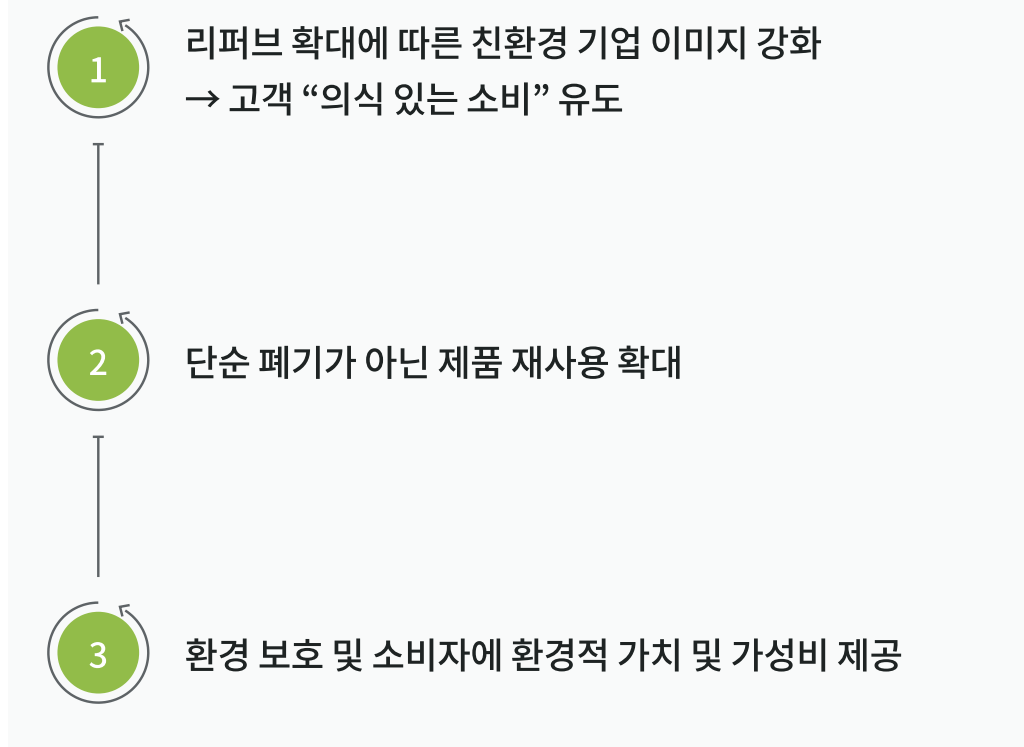 1
리퍼브 확대에 따른 친환경 기업 이미지 강화
→ 고객 “의식 있는 소비” 유도
2
단순 폐기가 아닌 제품 재사용 확대
3
환경 보호 및 소비자에 환경적 가치 및 가성비 제공